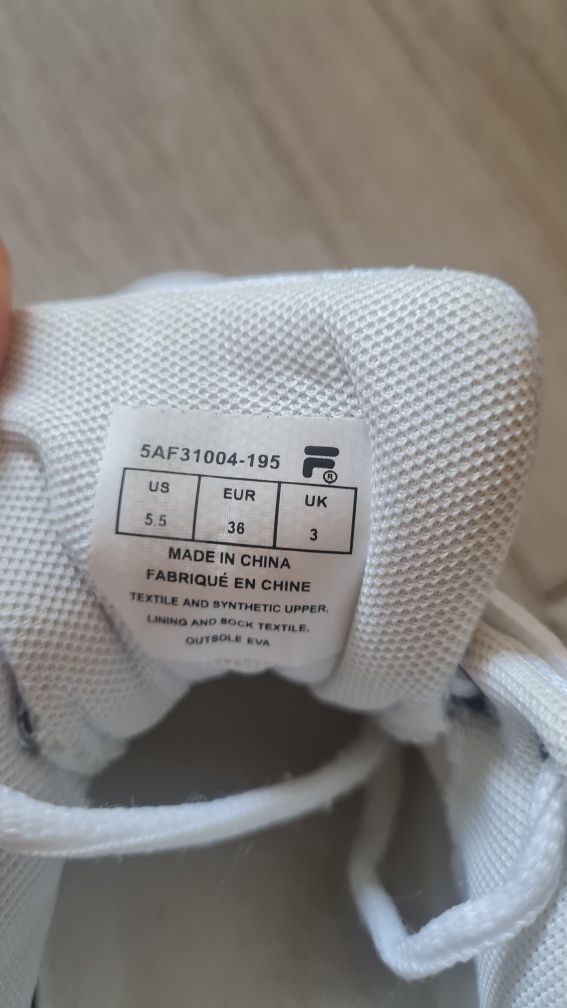 5AF31004-195 F®
US EUR UK
5.5 36 3
MADE IN CHINA
FABRIQUÉ EN CHINE
TEXTILE AND SYNTHETIC UPPER.
LINING AND SOCK TEXTILE.
OUTSOLE EVA